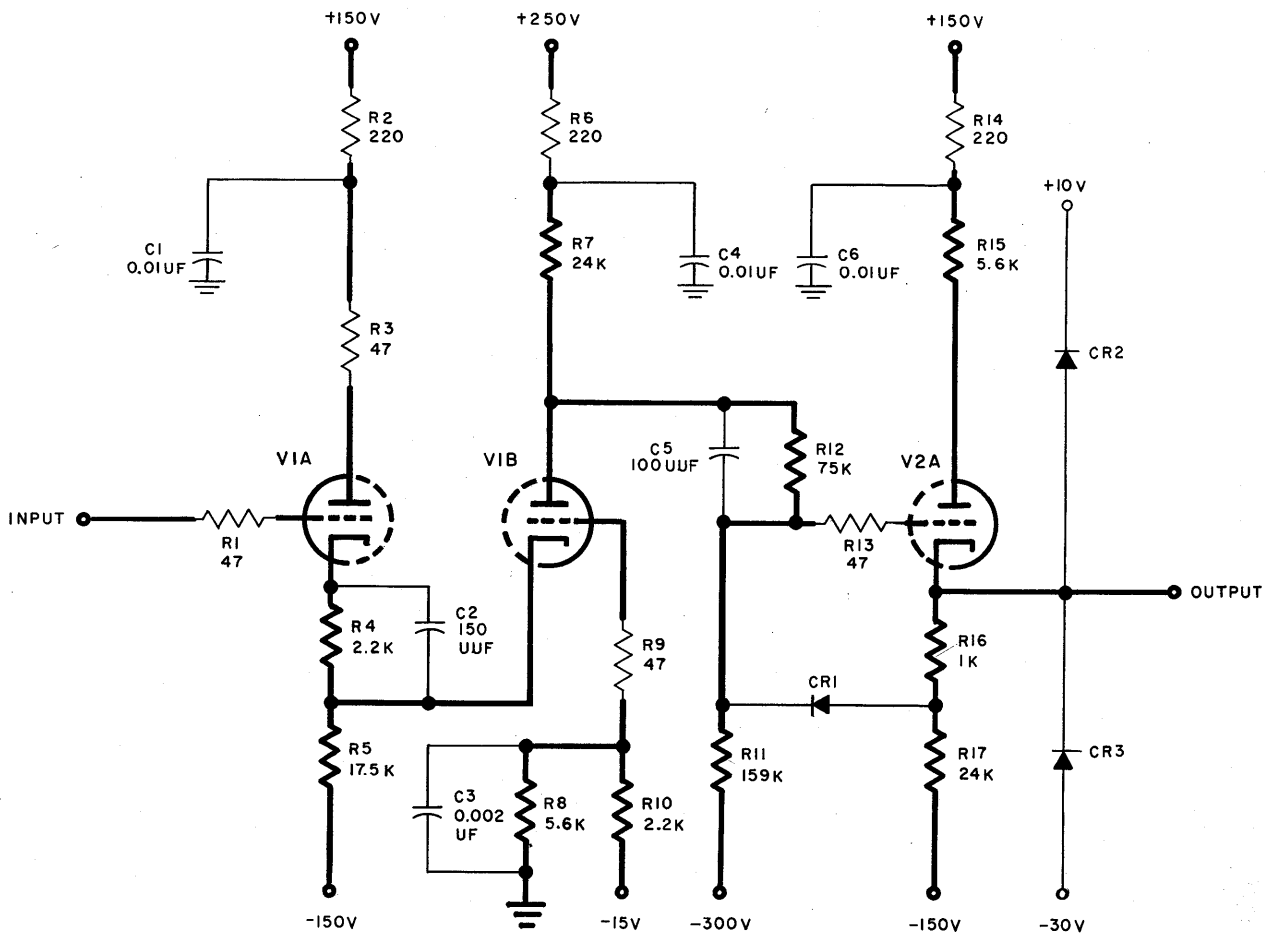 +150V
+250V
+150V
R2
220
R6
220
R14
220
+10V
C1
0.01UF
R7
24K
C4
0.01UF
C6
0.01UF
R15
5.6K
R3
47
CR2
V1A
V1B
C5
100UUF
R12
75K
V2A
INPUT
R1
47
R13
47
OUTPUT
R4
2.2K
C2
150
UUF
R9
47
R16
1K
CR1
R5
17.5K
R11
159K
R17
24K
CR3
C3
0.002
UF
R8
5.6K
R10
2.2K
-150V
-15V
-300V
-150V
-30V